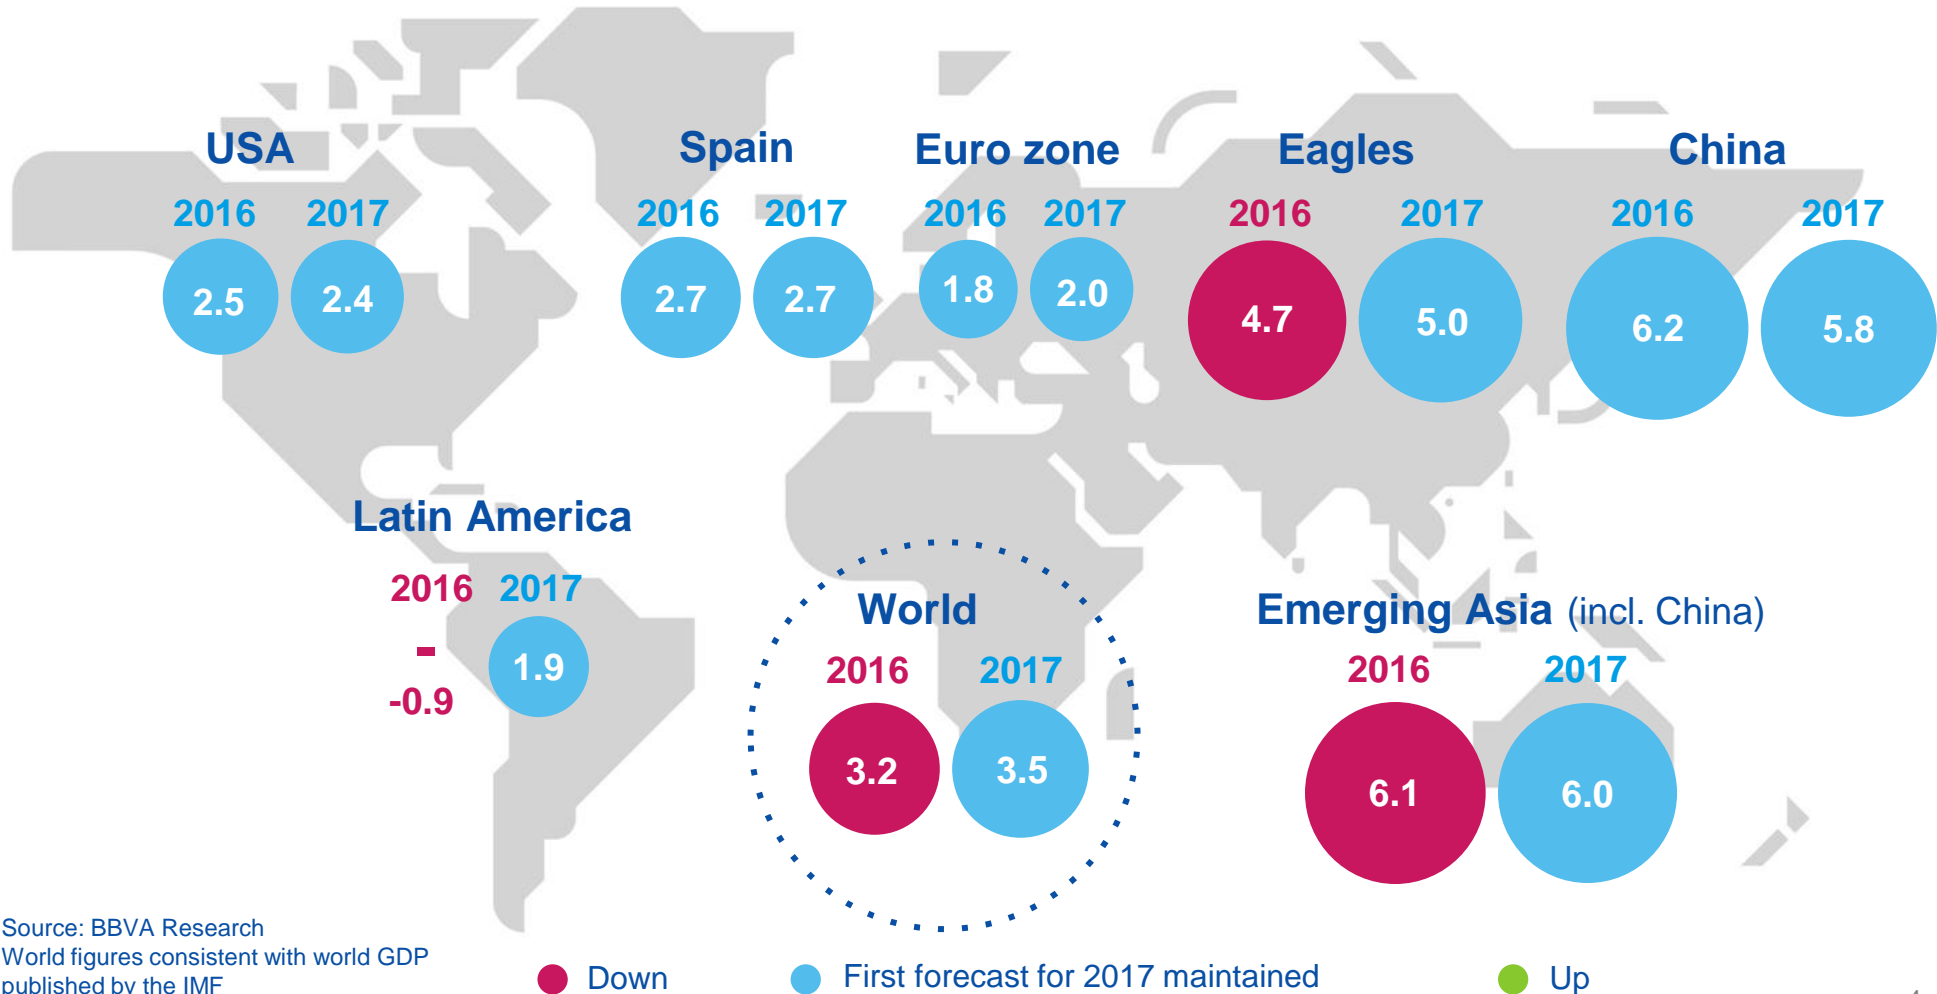 USA
2016 2017
2.5 2.4
Spain
2016 2017
2.7 2.7
Euro zone
2016 2017
1.8 2.0
Eagles
2016 2017
4.7 5.0
China
2016 2017
6.2 5.8
Latin America
2016 2017
-
-0.9 1.9
World
2016 2017
3.2 3.5
Emerging Asia (incl. China)
2016 2017
6.1 6.0
Source: BBVA Research
World figures consistent with world GDP
published by the IMF
Down
First forecast for 2017 maintained
Up